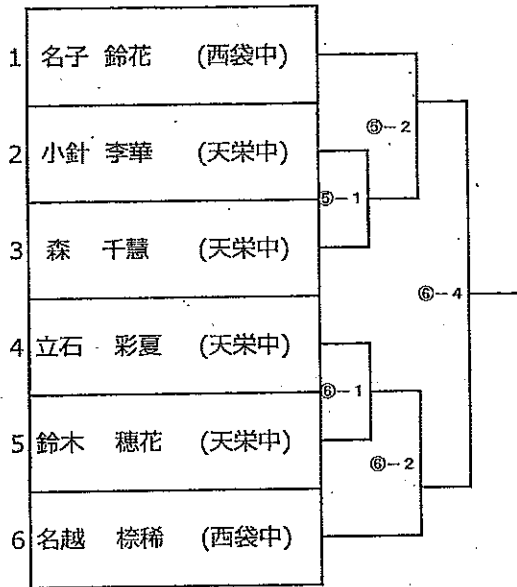 1 名子 鈴花 (西袋中)
2 小針 李華 (天栄中)
3 森 千慧 (天栄中)
4 立石 彩夏 (天栄中)
5 鈴木 穂花 (天栄中)
6 名越 椋稀 (西袋中)
⑤-2
⑤-1
⑥-4
⑥-1
⑥-2